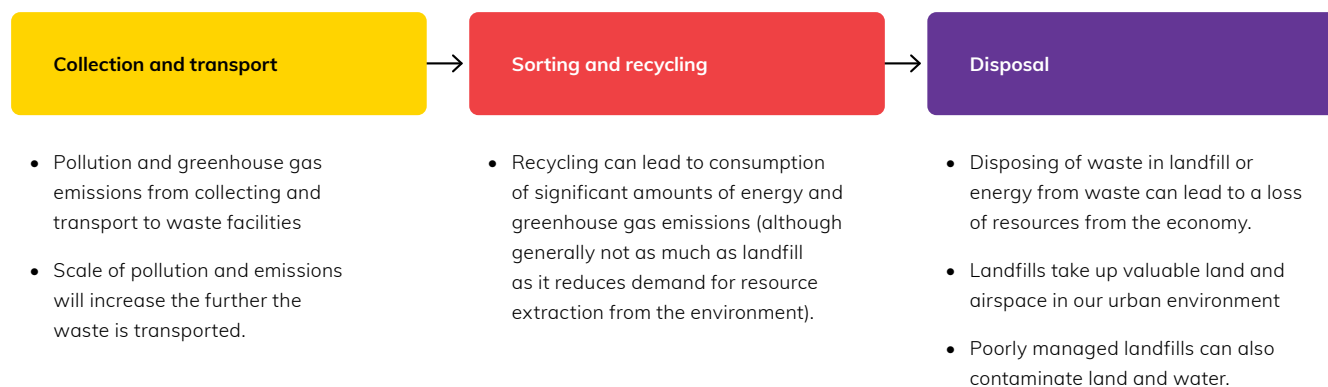 Collection and transport
• Pollution and greenhouse gas
emissions from collecting and
transport to waste facilities
• Scale of pollution and emissions
will increase the further the
waste is transported.
Sorting and recycling
• Recycling can lead to consumption
of significant amounts of energy and
greenhouse gas emissions (although
generally not as much as landfill
as it reduces demand for resource
extraction from the environment).
Disposal
• Disposing of waste in landfill or
energy from waste can lead to a loss
of resources from the economy.
• Landfills take up valuable land and
airspace in our urban environment
• Poorly managed landfills can also
contaminate land and water.